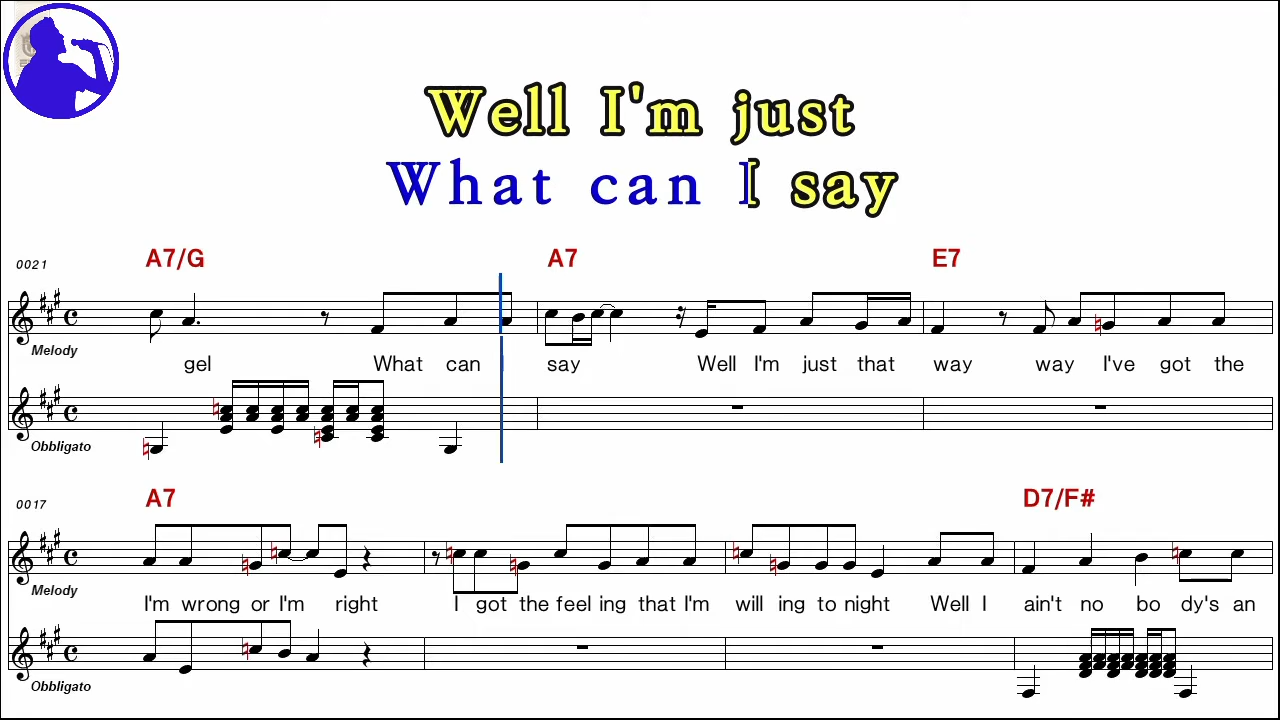 Well I'm just
What can I say
0021
A7/G A7 E7
Melody
gel What can I say Well I'm just that way way I've got the
Obbligato
0017
A7 D7/F#
Melody
I'm wrong or I'm right I got the feel ing that I'm will ing to night Well I ain't no bo dy's an
Obbligato